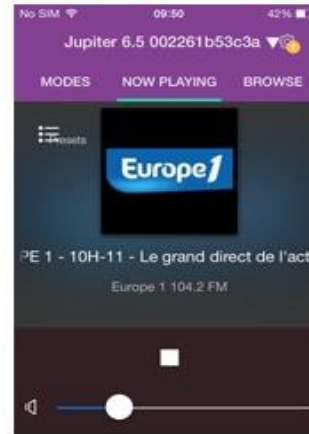 No SIM 09:50 42%
Jupiter 6.5 002261b53c3a ▼
MODES NOW PLAYING BROWSE
Presets
Europe1
PE 1 - 10H-11 - Le grand direct de l'act
Europe 1 104.2 FM